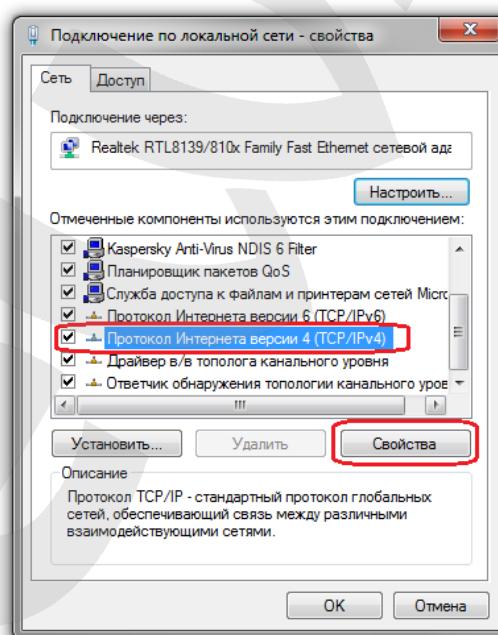 Подключение по локальной сети - свойства
Сеть
Доступ
Подключение через:
Realtek RTL8139/810x Family Fast Ethernet сетевой ада
Настроить...
Отмеченные компоненты используются этим подключением:
Kaspersky Anti-Virus NDIS 6 Filter
Планировщик пакетов QoS
Служба доступа к файлам и принтерам сетей Micro
Протокол Интернета версии 6 (TCP/IPv6)
Протокол Интернета версии 4 (TCP/IPv4)
Драйвер в/в тополога канального уровня
Ответчик обнаружения топологии канального уров
Установить...
Удалить
Свойства
Описание
Протокол TCP/IP - стандартный протокол глобальных
сетей, обеспечивающий связь между различными
взаимодействующими сетями.
OK
Отмена